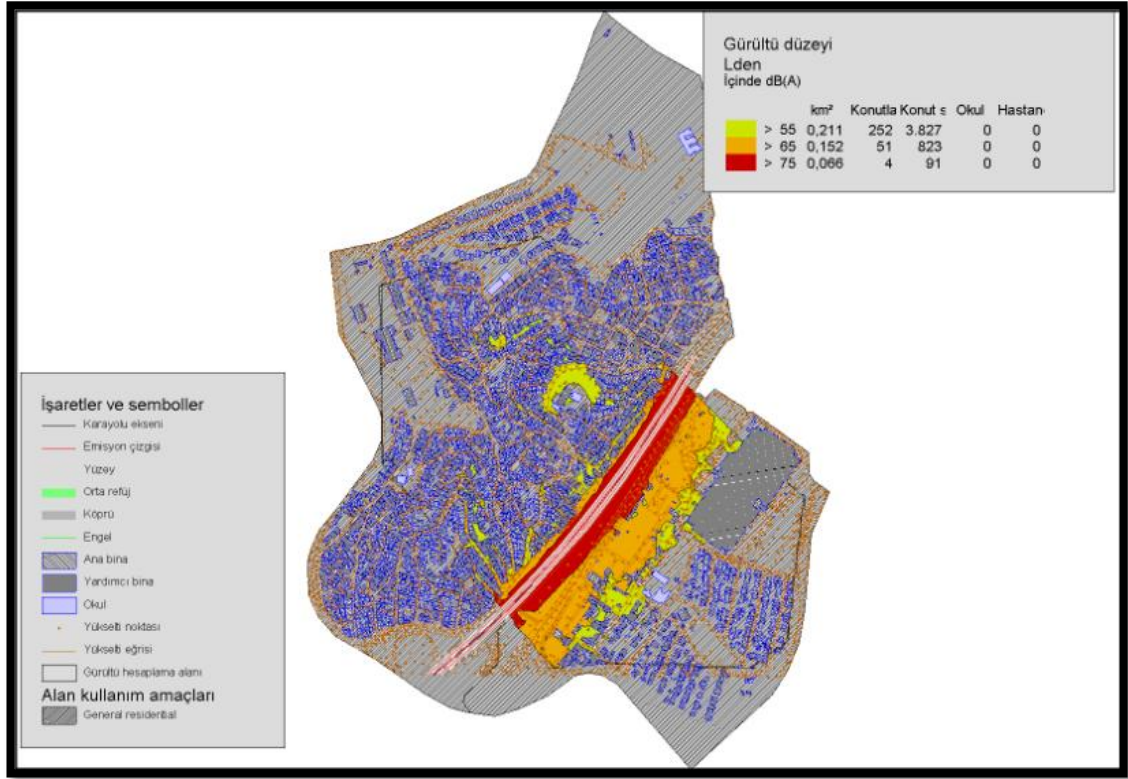 Gürültü düzeyi
Lden
İçinde dB(A)
km² Konutla Konut s Okul Hastan
> 55 0,211 252 3.827 0 0
> 65 0,152 51 823 0 0
> 75 0,066 4 91 0 0
İşaretler ve semboller
Karayolu ekseni
Emisyon çizgisi
Yüzey
Orta refüj
Köprü
Engel
Ana bina
Yardımcı bina
Okul
Yükselti noktası
Yükselti eğrisi
Gürültü hesaplama alanı
Alan kullanım amaçları
General residential